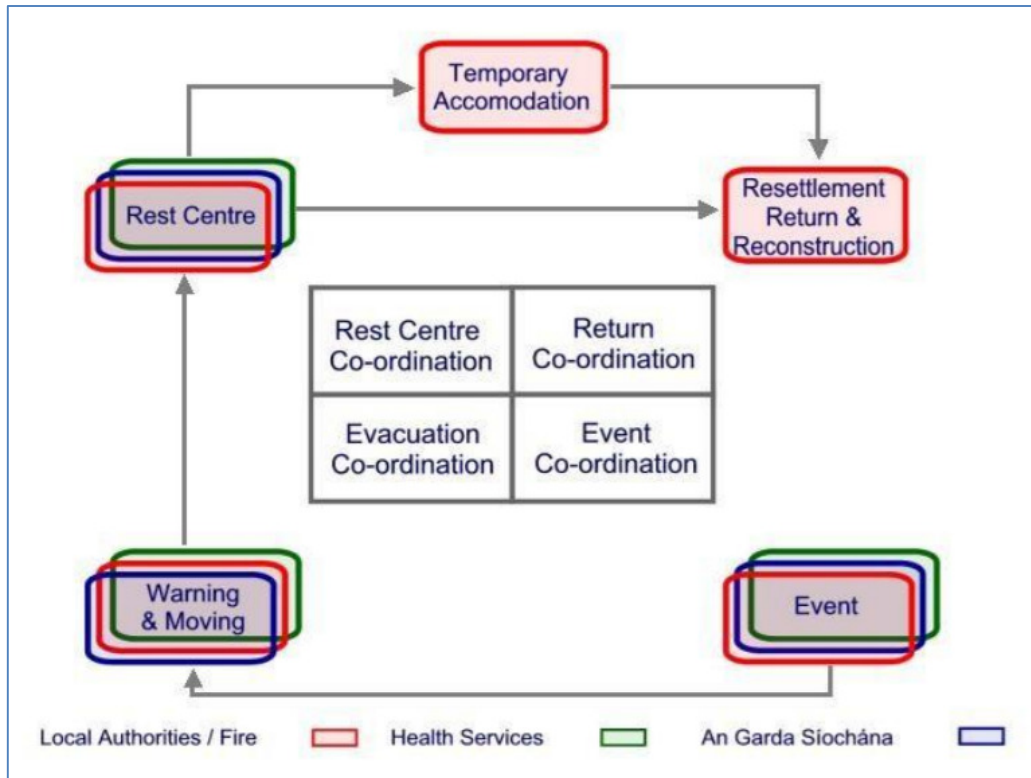 Temporary
Accomodation
Rest Centre
Resettlement
Return &
Reconstruction
Rest Centre
Co-ordination
Return
Co-ordination
Evacuation
Co-ordination
Event
Co-ordination
Warning
& Moving
Event
Local Authorities / Fire
Health Services
An Garda Síochána